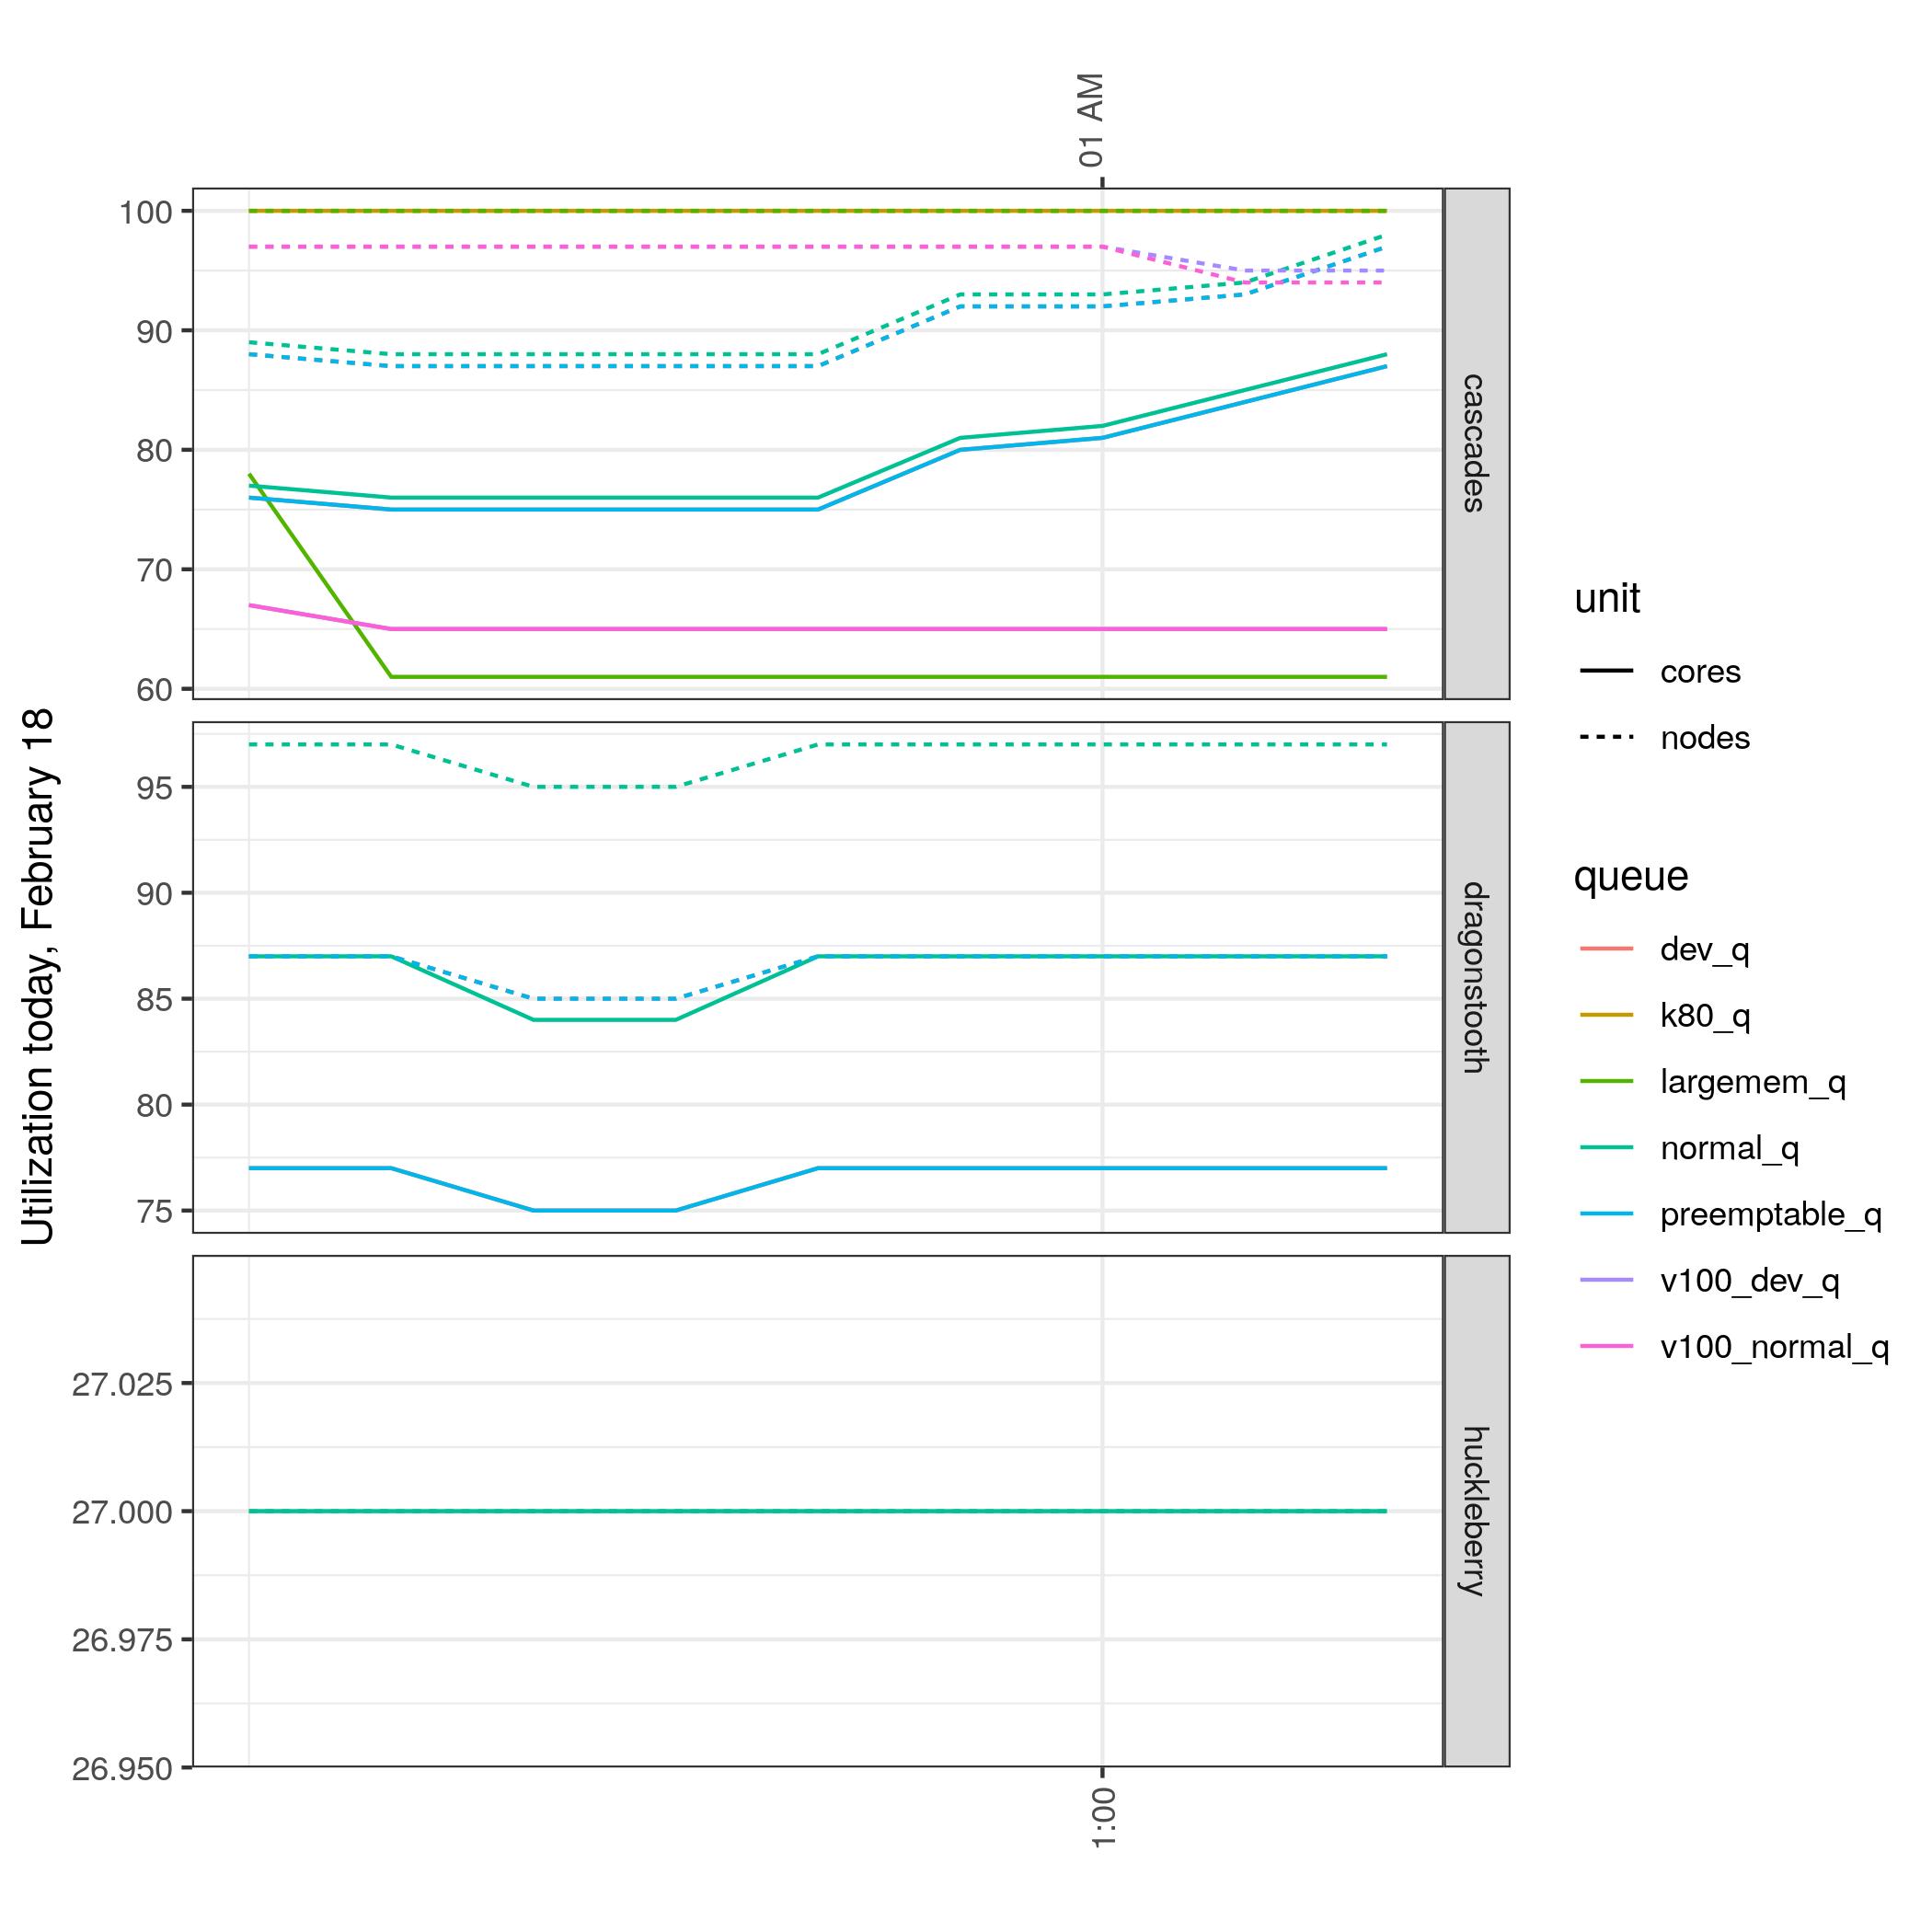 01 AM
100
90
80
70
60
cascades
95
90
85
80
75
dragonstooth
27.025
27.000
26.975
26.950
huckleberry
1:00
Utilization today, February 18
unit
cores
nodes
queue
dev_q
k80_q
largemem_q
normal_q
preemptable_q
v100_dev_q
v100_normal_q